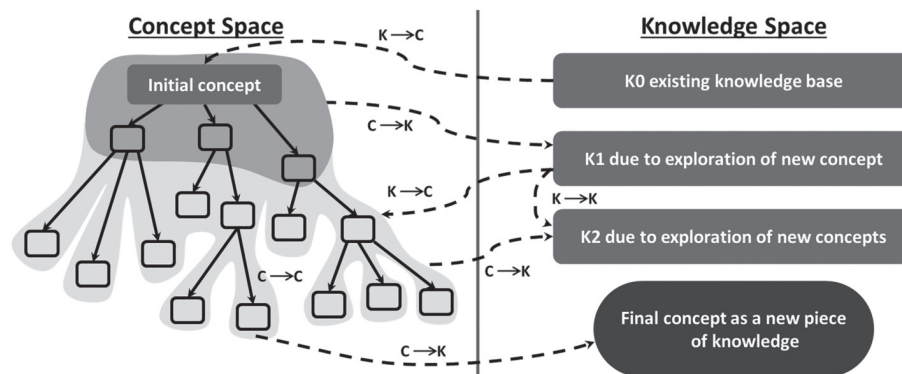 Concept Space
Knowledge Space
K→C
Initial concept
K0 existing knowledge base
C→K
K1 due to exploration of new concept
K→C
K→K
K2 due to exploration of new concepts
C→C
C→K
Final concept as a new piece
of knowledge
C→K